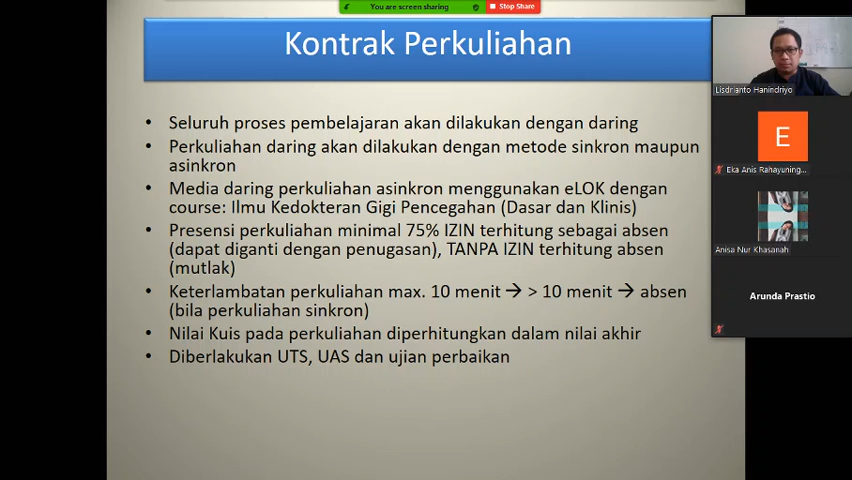 You are screen sharing
Stop Share
Kontrak Perkuliahan
• Seluruh proses pembelajaran akan dilakukan dengan daring
• Perkuliahan daring akan dilakukan dengan metode sinkron maupun
asinkron
• Media daring perkuliahan asinkron menggunakan eLOK dengan
course: Ilmu Kedokteran Gigi Pencegahan (Dasar dan Klinis)
• Presensi perkuliahan minimal 75% IZIN terhitung sebagai absen
(dapat diganti dengan penugasan), TANPA IZIN terhitung absen
(mutlak)
• Keterlambatan perkuliahan max. 10 menit → > 10 menit → absen
(bila perkuliahan sinkron)
• Nilai Kuis pada perkuliahan diperhitungkan dalam nilai akhir
• Diberlakukan UTS, UAS dan ujian perbaikan
Lisdrianto Hanindriyo
E
Eka Anis Rahayuning...
Anisa Nur Khasanah
Arunda Prastio